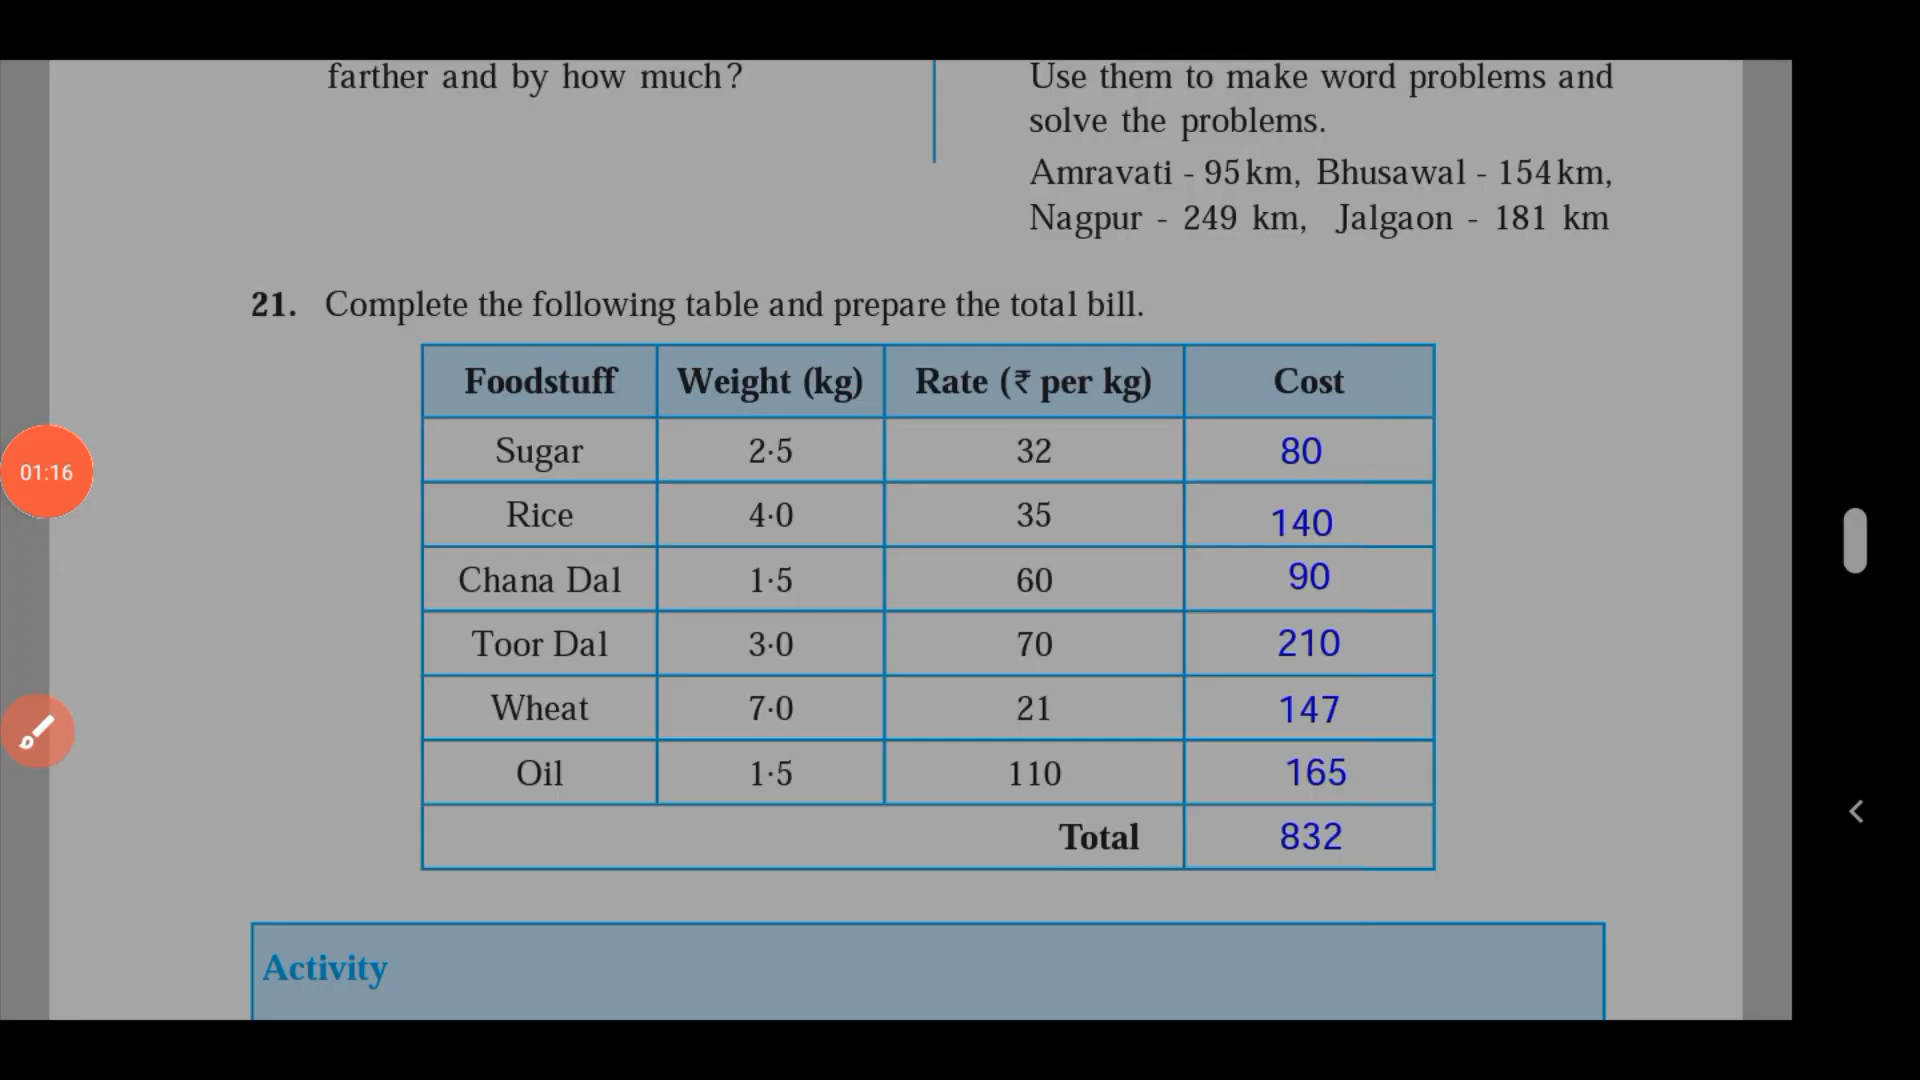 farther and by how much?
Use them to make word problems and
solve the problems.
Amravati - 95 km, Bhusawal - 154 km,
Nagpur - 249 km, Jalgaon - 181 km
21. Complete the following table and prepare the total bill.
Foodstuff Weight (kg) Rate (₹ per kg) Cost
Sugar 2·5 32 80
01:16
Rice 4·0 35 140
Chana Dal 1·5 60 90
Toor Dal 3·0 70 210
Wheat 7·0 21 147
Oil 1·5 110 165
Total 832
Activity